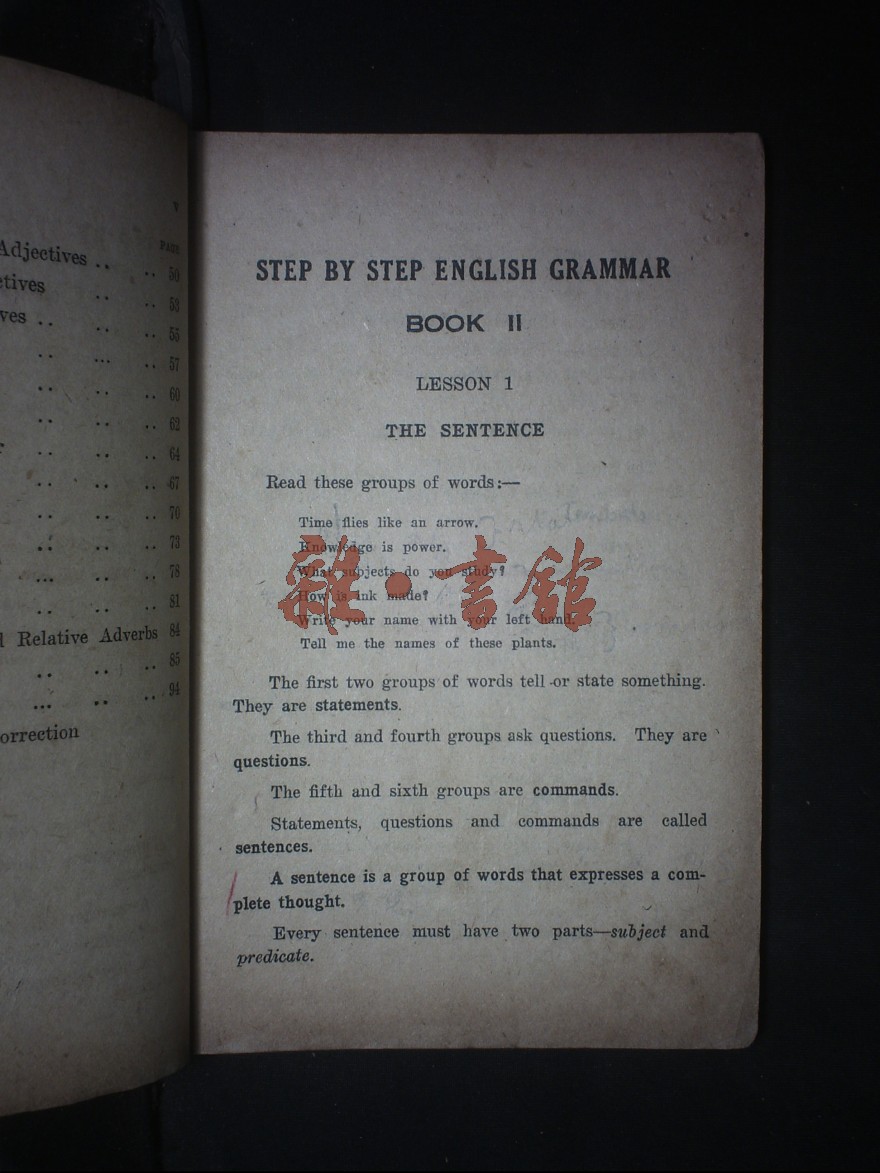 v
PAGE
Adjectives .. .. 50
ctives .. .. 53
ves .. .. .. 55
.. ... .. 57
.. .. .. 60
.. .. .. 62
.. .. .. 64
.. .. .. 67
.. .. .. 70
.. .. .. 73
... .. .. 78
.. .. .. 81
l Relative Adverbs 84
.. .. .. 85
... .. .. 94
orrection
STEP BY STEP ENGLISH GRAMMAR
BOOK II
LESSON 1
THE SENTENCE
Read these groups of words:—
Time flies like an arrow.
Knowledge is power.
What subjects do you study?
How is ink made?
Write your name with your left hand.
Tell me the names of these plants.
雜·書館
The first two groups of words tell or state something.
They are statements.
The third and fourth groups ask questions. They are
questions.
The fifth and sixth groups are commands.
Statements, questions and commands are called
sentences.
A sentence is a group of words that expresses a com-
plete thought.
Every sentence must have two parts—subject and
predicate.